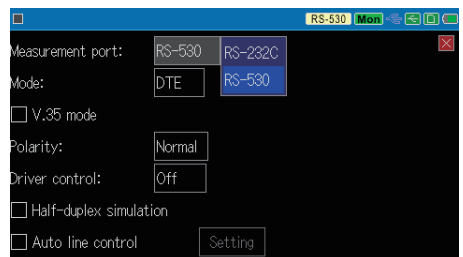 RS-530 Mon
Measurement port: RS-530 RS-232C
Mode: DTE RS-530
V.35 mode
Polarity: Normal
Driver control: Off
Half-duplex simulation
Auto line control Setting